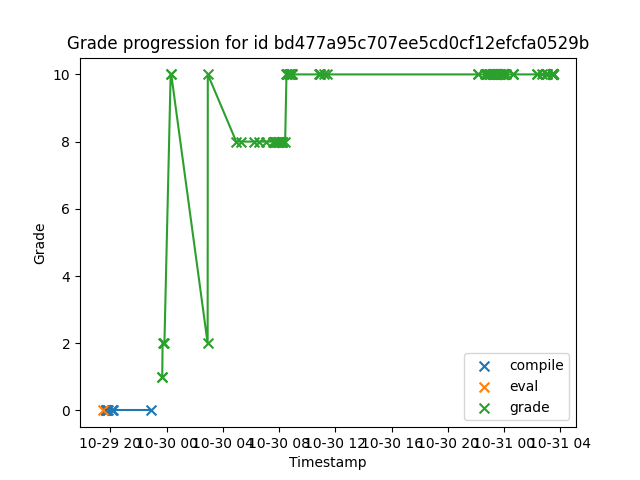 Grade progression for id bd477a95c707ee5cd0cf12efcfa0529b
10
8
6
4
2
0
Grade
compile
eval
grade
10-29 20 10-30 00 10-30 04 10-30 08 10-30 12 10-30 16 10-30 20 10-31 00 10-31 04
Timestamp